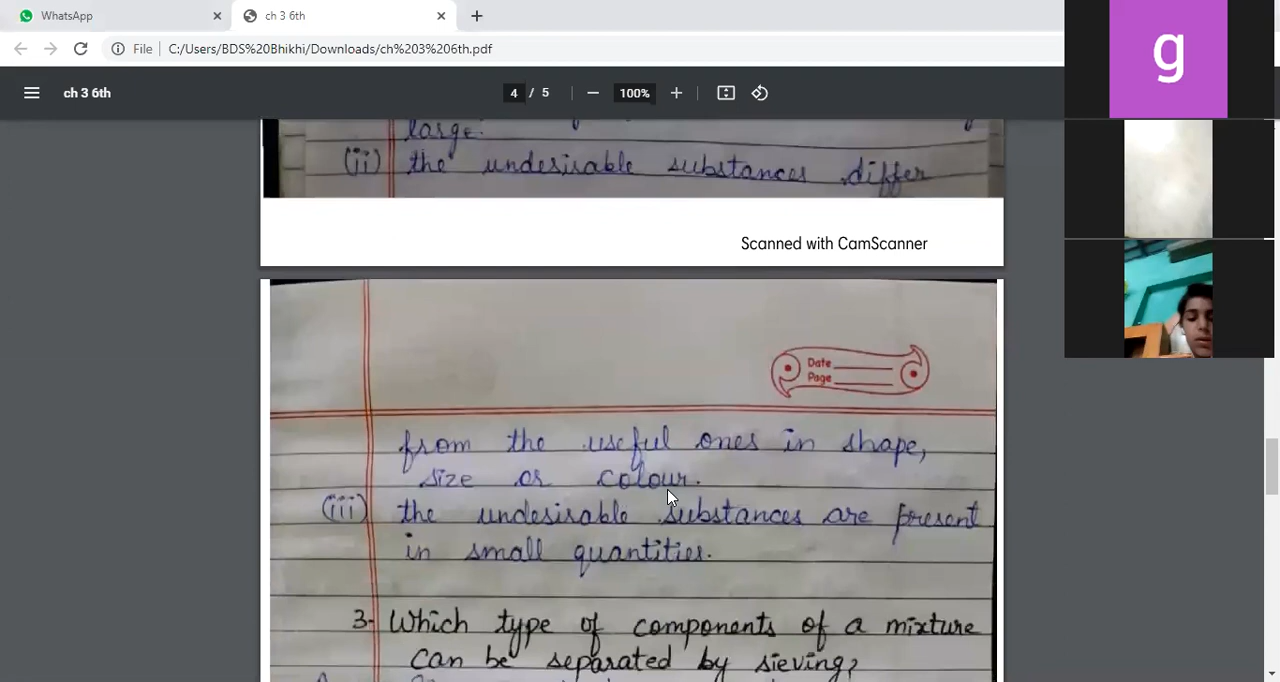 WhatsApp
ch 3 6th
File
C:/Users/BDS%20Bhikhi/Downloads/ch%203%206th.pdf
ch 3 6th
4 / 5
100%
g
large.
(ii) the undesirable substances differ
Scanned with CamScanner
Date
Page
from the useful ones in shape,
size or colour.
(iii) the undesirable substances are present
in small quantities.
3- Which type of components of a mixture
can be separated by sieving?